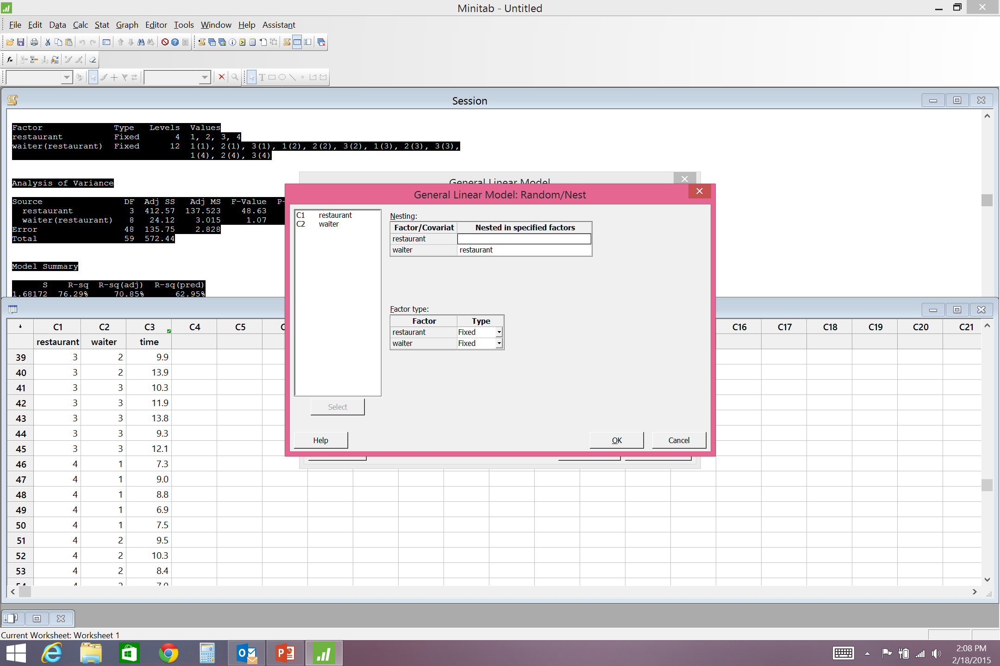 Minitab - Untitled
File Edit Data Calc Stat Graph Editor Tools Window Help Assistant
Session
Factor Type Levels Values
restaurant Fixed 4 1, 2, 3, 4
waiter(restaurant) Fixed 12 1(1), 2(1), 3(1), 1(2), 2(2), 3(2), 1(3), 2(3), 3(3),
1(4), 2(4), 3(4)
Analysis of Variance
Source DF Adj SS Adj MS F-Value P-
restaurant 3 412.57 137.523 48.63
waiter(restaurant) 8 24.12 3.015 1.07
Error 48 135.75 2.828
Total 59 572.44
Model Summary
S R-sq R-sq(adj) R-sq(pred)
1.68172 76.29% 70.85% 62.95%
General Linear Model
General Linear Model: Random/Nest
C1 restaurant
C2 waiter
Nesting:
Factor/Covariat Nested in specified factors
restaurant
waiter restaurant
Factor type:
Factor Type
restaurant Fixed
waiter Fixed
Select
Help OK Cancel
C1 C2 C3 C4 C5 C16 C17 C18 C19 C20 C21
restaurant waiter time
39 3 2 9.9
40 3 2 13.9
41 3 3 10.3
42 3 3 11.9
43 3 3 13.8
44 3 3 9.3
45 3 3 12.1
46 4 1 7.3
47 4 1 9.0
48 4 1 8.8
49 4 1 6.9
50 4 1 7.5
51 4 2 9.5
52 4 2 10.3
53 4 2 8.4
Current Worksheet: Worksheet 1
2:08 PM
2/18/2015